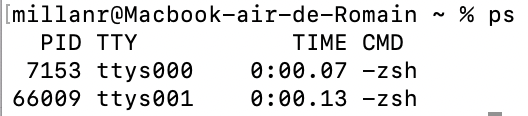 [millanr@Macbook-air-de-Romain ~ % ps
PID TTY TIME CMD
7153 ttys000 0:00.07 -zsh
66009 ttys001 0:00.13 -zsh